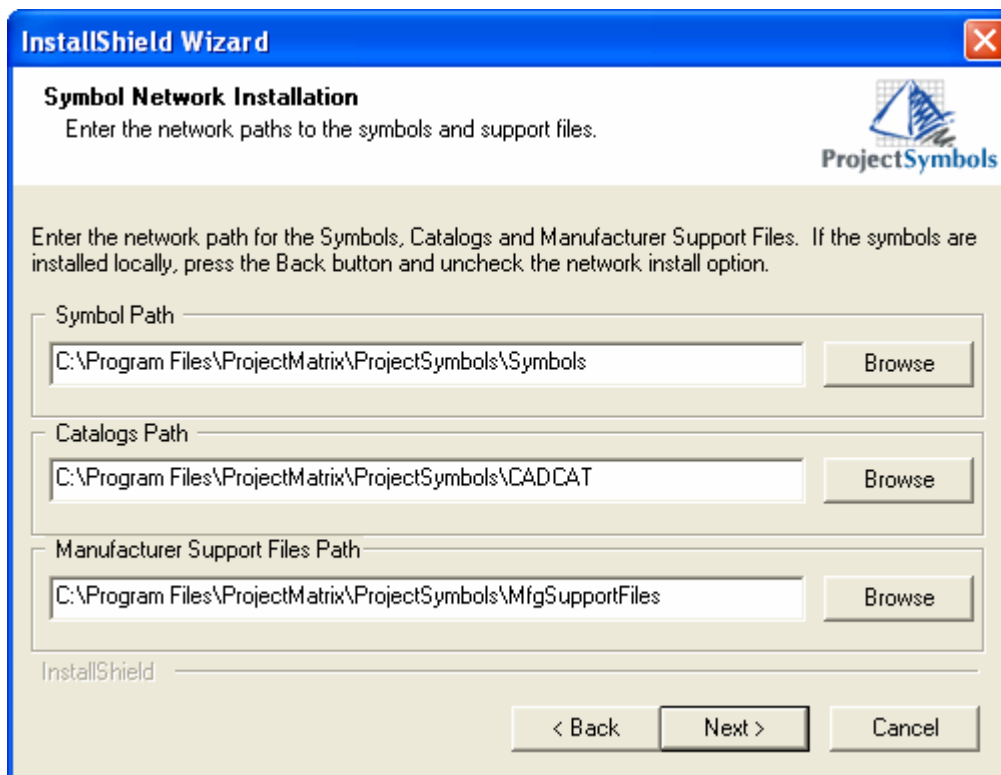 InstallShield Wizard
Symbol Network Installation
Enter the network paths to the symbols and support files.
ProjectSymbols
Enter the network path for the Symbols, Catalogs and Manufacturer Support Files.  If the symbols are
installed locally, press the Back button and uncheck the network install option.
Symbol Path
C:\Program Files\ProjectMatrix\ProjectSymbols\Symbols
Browse
Catalogs Path
C:\Program Files\ProjectMatrix\ProjectSymbols\CADCAT
Browse
Manufacturer Support Files Path
C:\Program Files\ProjectMatrix\ProjectSymbols\MfgSupportFiles
Browse
InstallShield
< Back
Next >
Cancel